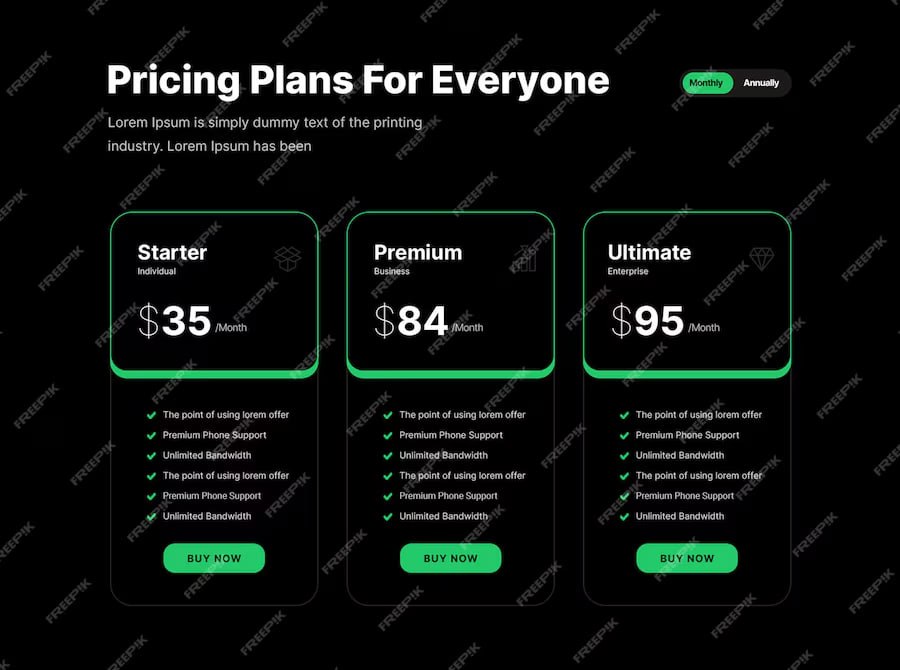 Pricing Plans For Everyone
Monthly Annually
Lorem Ipsum is simply dummy text of the printing
industry. Lorem Ipsum has been
Starter
Individual
$35 /Month
The point of using lorem offer
Premium Phone Support
Unlimited Bandwidth
The point of using lorem offer
Premium Phone Support
Unlimited Bandwidth
BUY NOW
Premium
Business
$84 /Month
The point of using lorem offer
Premium Phone Support
Unlimited Bandwidth
The point of using lorem offer
Premium Phone Support
Unlimited Bandwidth
BUY NOW
Ultimate
Enterprise
$95 /Month
The point of using lorem offer
Premium Phone Support
Unlimited Bandwidth
The point of using lorem offer
Premium Phone Support
Unlimited Bandwidth
BUY NOW
FREEPIK